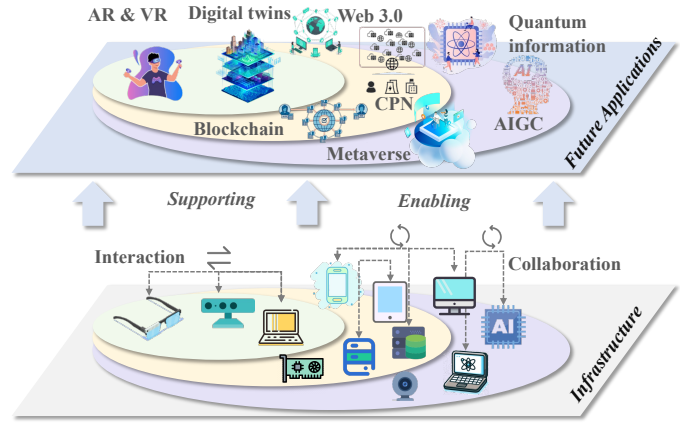 AR & VR
Digital twins
Web 3.0
Quantum
information
AI
AIGC
CPN
Blockchain
Metaverse
Future Applications
Supporting
Enabling
Interaction
Collaboration
AI
Infrastructure